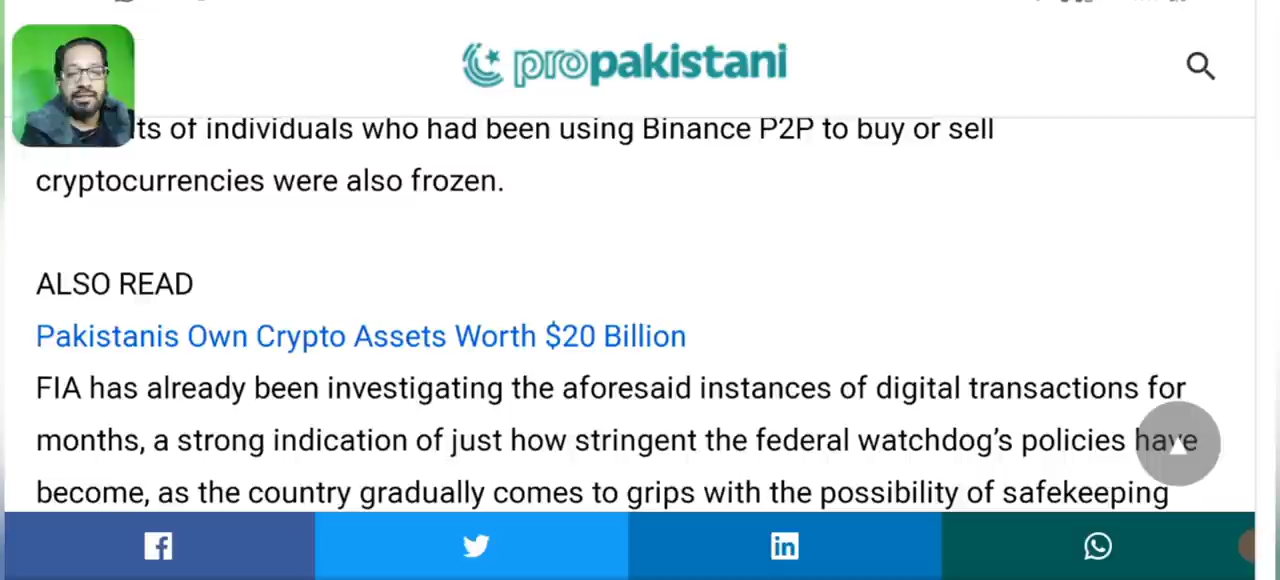 propakistani
ts of individuals who had been using Binance P2P to buy or sell
cryptocurrencies were also frozen.
ALSO READ
Pakistanis Own Crypto Assets Worth $20 Billion
FIA has already been investigating the aforesaid instances of digital transactions for
months, a strong indication of just how stringent the federal watchdog’s policies have
become, as the country gradually comes to grips with the possibility of safekeeping